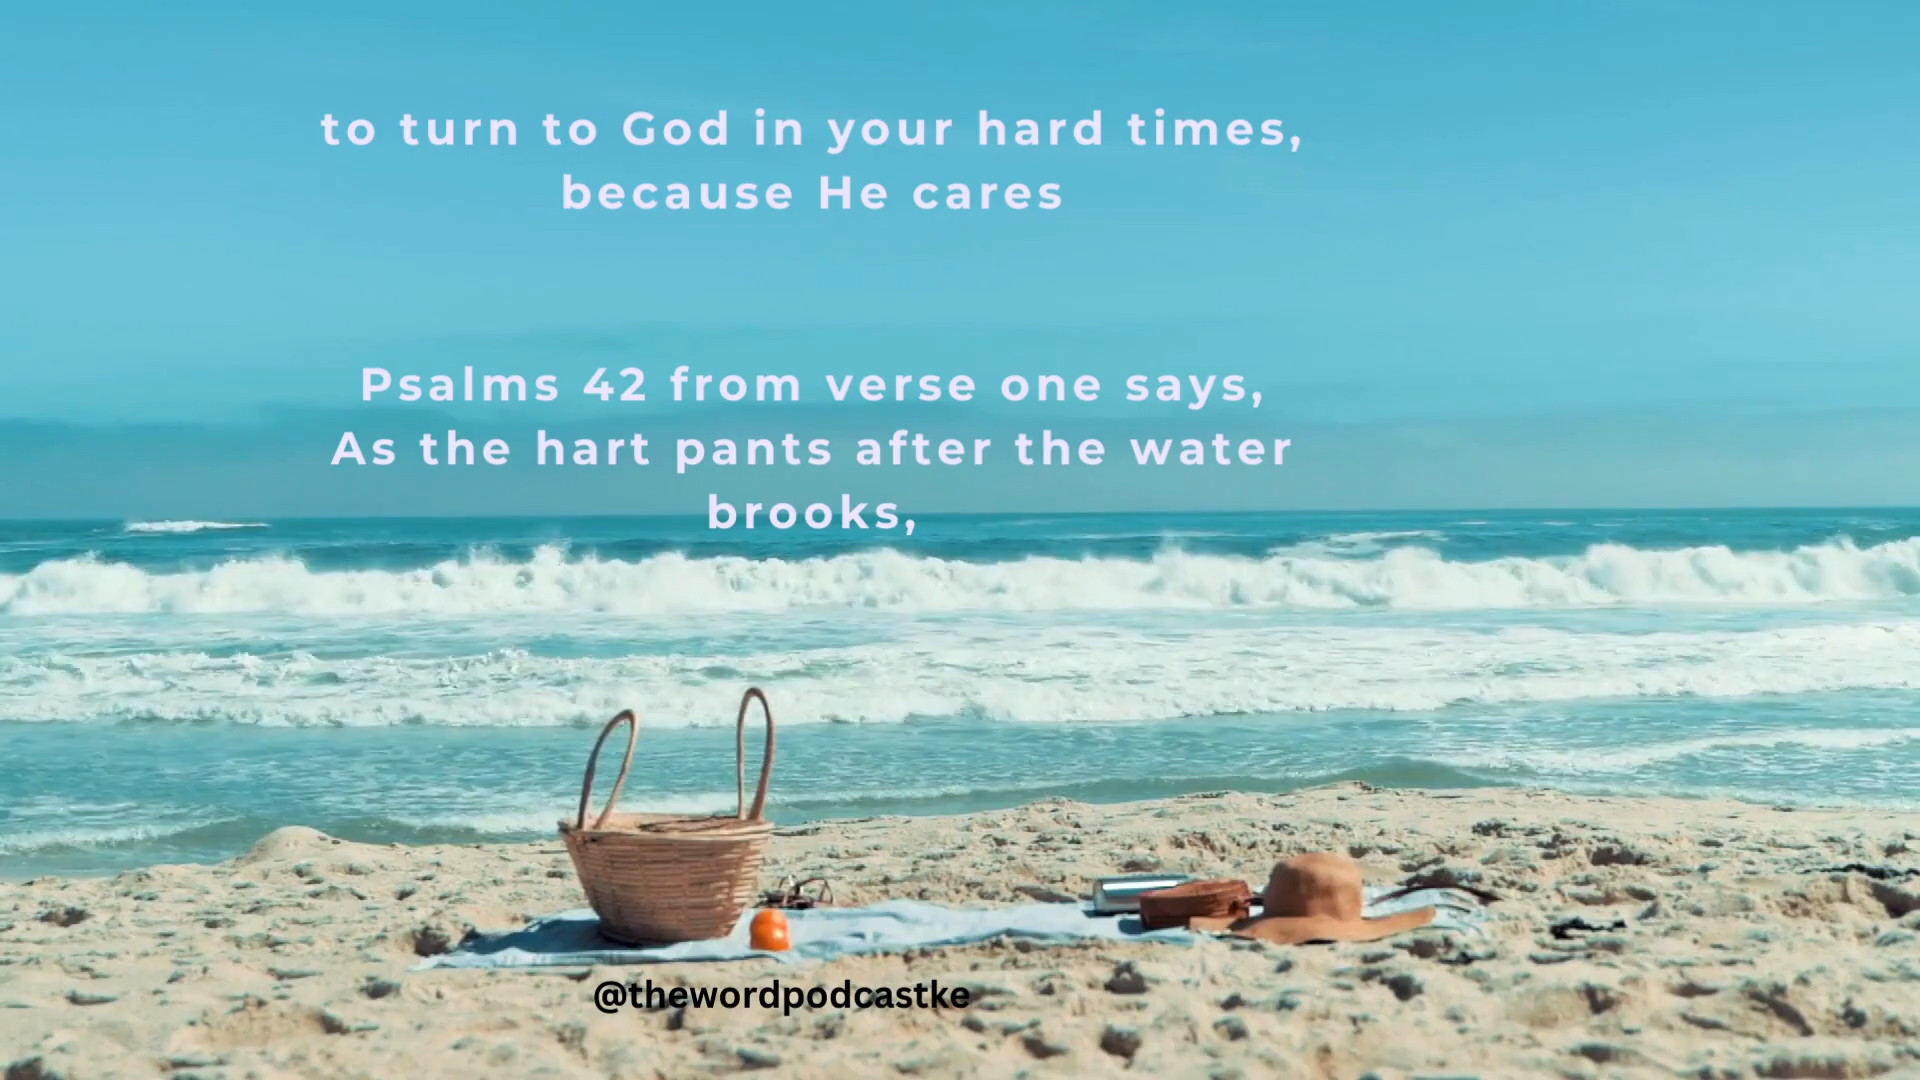 to turn to God in your hard times,
because He cares
Psalms 42 from verse one says,
As the hart pants after the water
brooks,
@thewordpodcastke